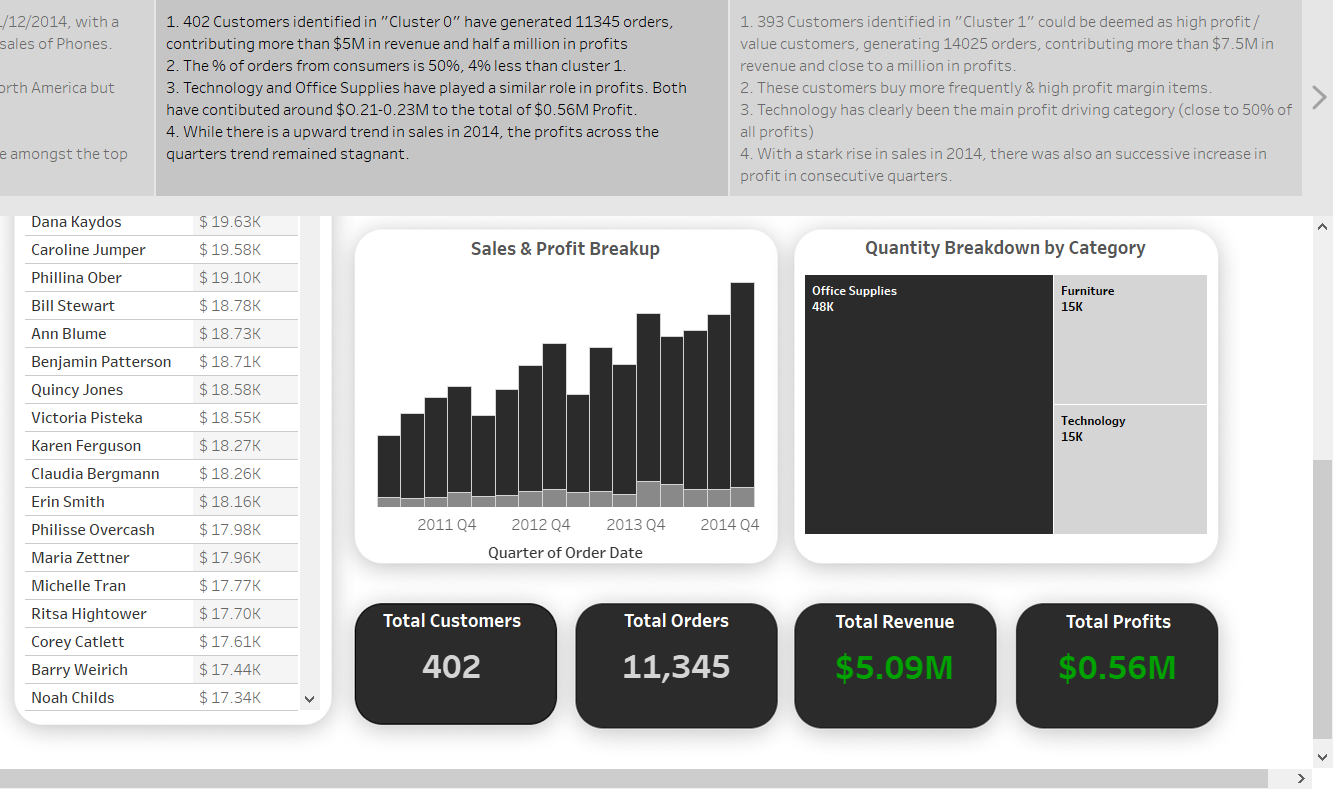 /12/2014, with a
sales of Phones.
orth America but
e amongst the top
1. 402 Customers identified in "Cluster 0" have generated 11345 orders,
contributing more than $5M in revenue and half a million in profits
2. The % of orders from consumers is 50%, 4% less than cluster 1.
3. Technology and Office Supplies have played a similar role in profits. Both
have contibuted around $0.21-0.23M to the total of $0.56M Profit.
4. While there is a upward trend in sales in 2014, the profits across the
quarters trend remained stagnant.
1. 393 Customers identified in "Cluster 1" could be deemed as high profit/
value customers, generating 14025 orders, contributing more than $7.5M in
revenue and close to a million in profits.
2. These customers buy more frequently & high profit margin items.
3. Technology has clearly been the main profit driving category (close to 50% of
all profits)
4. With a stark rise in sales in 2014, there was also an successive increase in
profit in consecutive quarters.
Dana Kaydos $ 19.63K
Caroline Jumper $ 19.58K
Phillina Ober $ 19.10K
Bill Stewart $ 18.78K
Ann Blume $ 18.73K
Benjamin Patterson $ 18.71K
Quincy Jones $ 18.58K
Victoria Pisteka $ 18.55K
Karen Ferguson $ 18.27K
Claudia Bergmann $ 18.26K
Erin Smith $ 18.16K
Philisse Overcash $ 17.98K
Maria Zettner $ 17.96K
Michelle Tran $ 17.77K
Ritsa Hightower $ 17.70K
Corey Catlett $ 17.61K
Barry Weirich $ 17.44K
Noah Childs $ 17.34K
Sales & Profit Breakup
2011 Q4 2012 Q4 2013 Q4 2014 Q4
Quarter of Order Date
Quantity Breakdown by Category
Office Supplies
48K
Furniture
15K
Technology
15K
Total Customers
402
Total Orders
11,345
Total Revenue
$5.09M
Total Profits
$0.56M